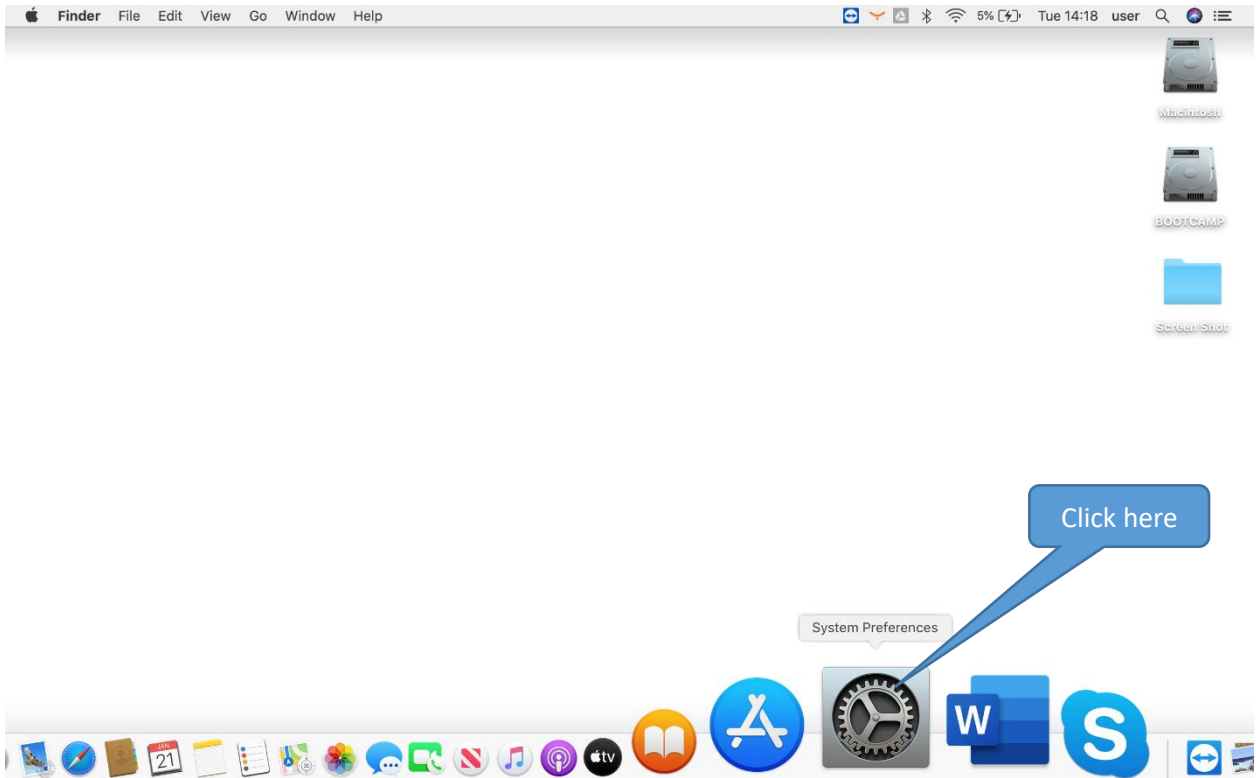 Finder File Edit View Go Window Help 5% Tue 14:18 user
Macintosh
BOOTCAMP
Screen Shot
Click here
System Preferences
JAN
21
tv
W
S